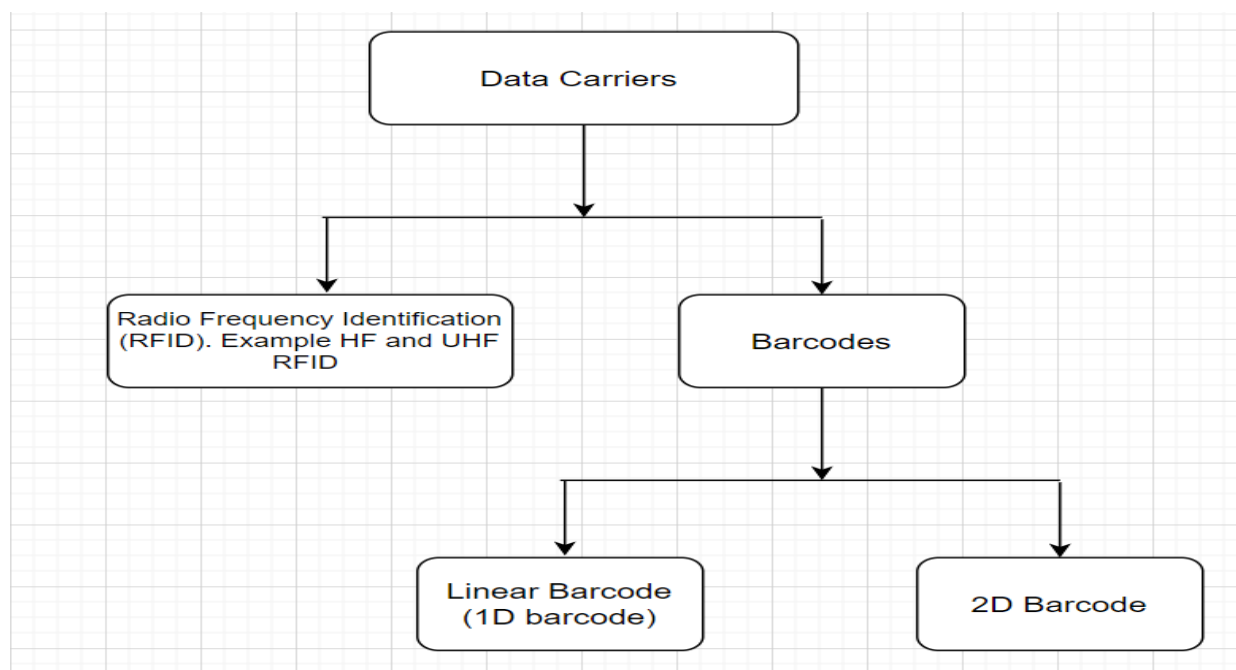 Data Carriers
Radio Frequency Identification
(RFID). Example HF and UHF
RFID
Barcodes
Linear Barcode
(1D barcode)
2D Barcode